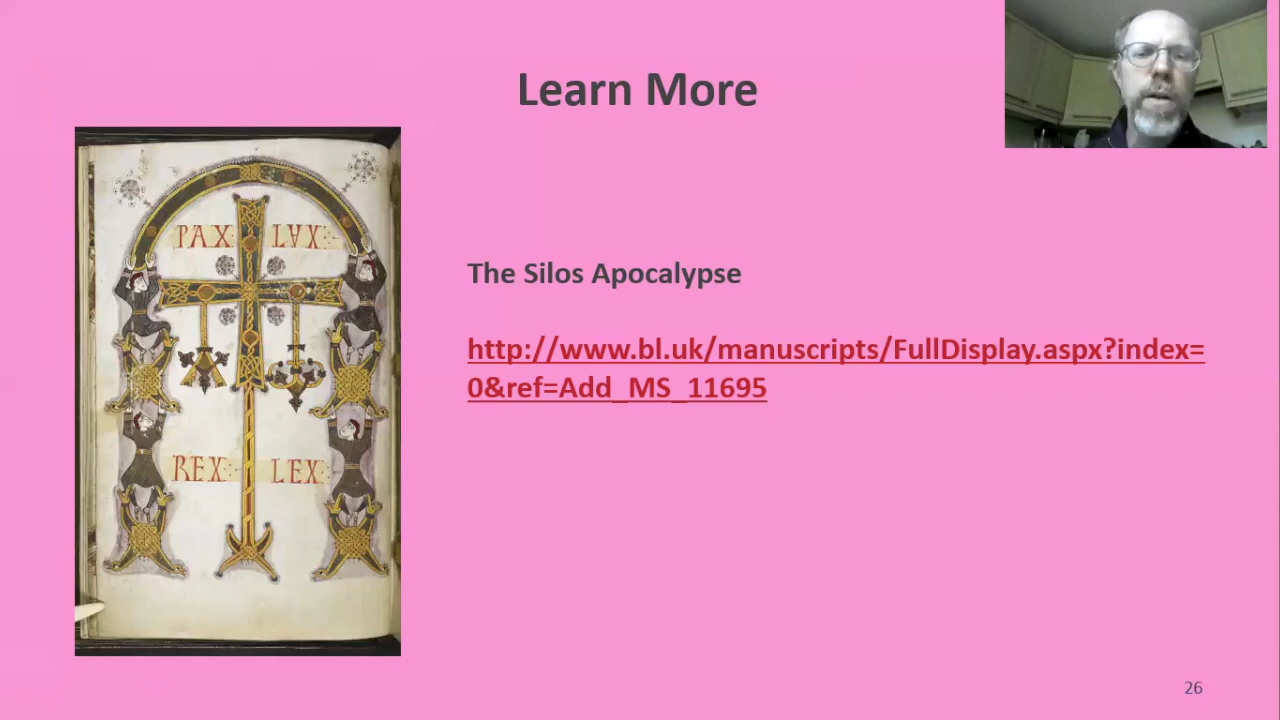 Learn More
PAX LVX
REX LEX
The Silos Apocalypse
http://www.bl.uk/manuscripts/FullDisplay.aspx?index=
0&ref=Add_MS_11695
26